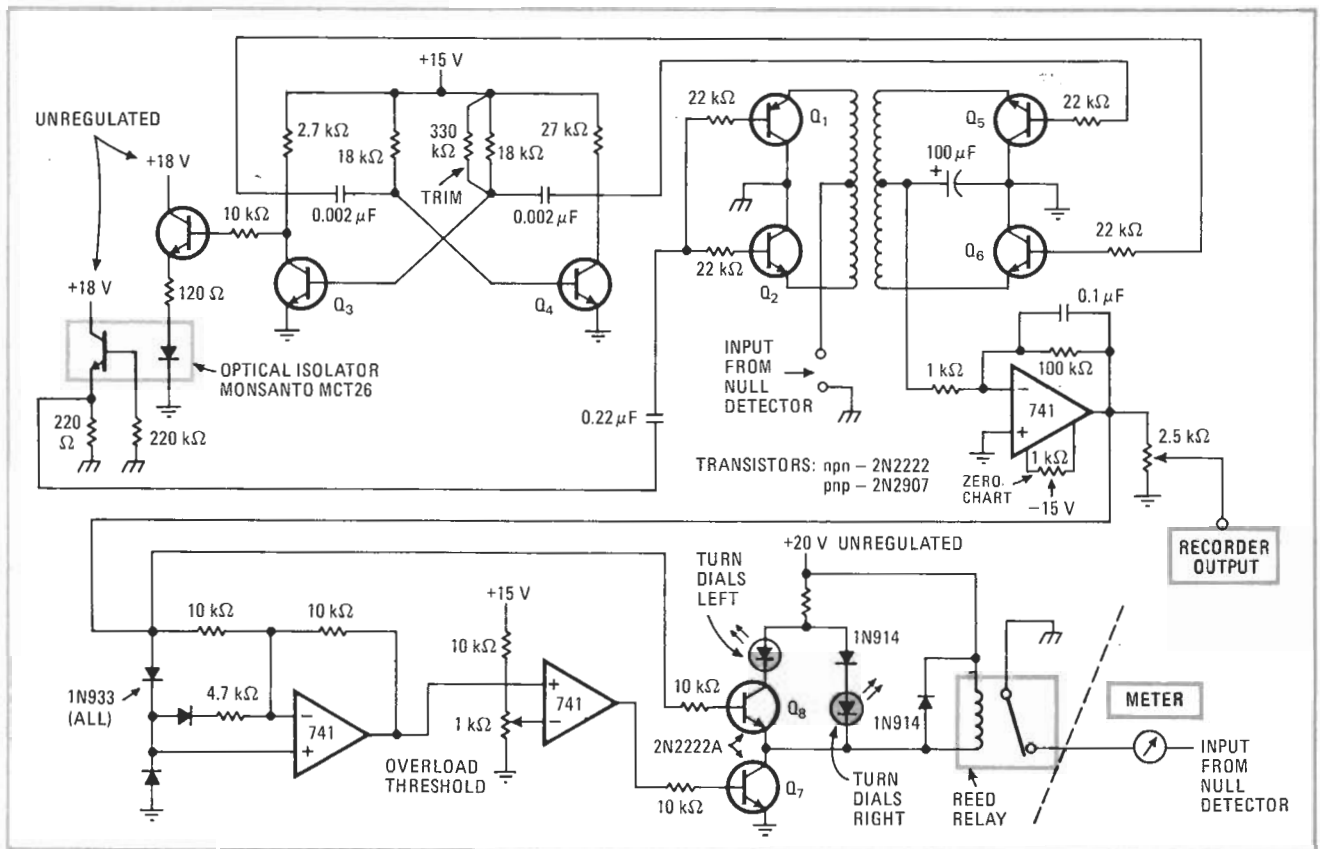 +15 V
UNREGULATED
+18 V
2.7 kΩ
18 kΩ
330
kΩ
18 kΩ
27 kΩ
TRIM
0.002 µF
0.002 µF
10 kΩ
Q3
Q4
120 Ω
+18 V
OPTICAL ISOLATOR
MONSANTO MCT26
220
Ω
220 kΩ
22 kΩ
Q1
22 kΩ
Q2
100 µF
+
Q5
22 kΩ
Q6
22 kΩ
INPUT
FROM
NULL
DETECTOR
0.22 µF
0.1 µF
1 kΩ
100 kΩ
−
741
+
1 kΩ
ZERO
CHART
−15 V
2.5 kΩ
TRANSISTORS: npn – 2N2222
pnp – 2N2907
RECORDER
OUTPUT
10 kΩ
10 kΩ
1N933
(ALL)
4.7 kΩ
−
741
+
+15 V
10 kΩ
1 kΩ
OVERLOAD
THRESHOLD
+
741
−
TURN
DIALS
LEFT
+20 V UNREGULATED
1N914
10 kΩ
Q8
2N2222A
1N914
10 kΩ
Q7
TURN
DIALS
RIGHT
REED
RELAY
METER
INPUT
FROM
NULL
DETECTOR